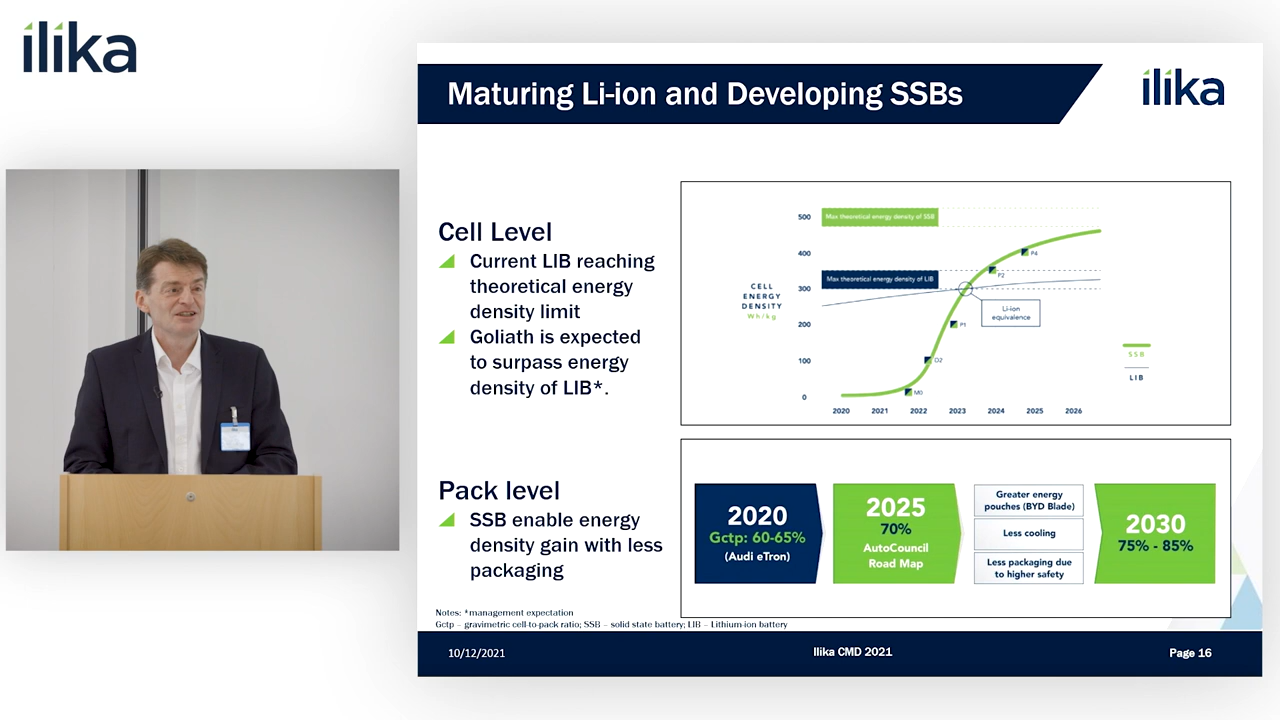 ilika
Maturing Li-ion and Developing SSBs
ilika
Cell Level
Current LIB reaching
theoretical energy
density limit
Goliath is expected
to surpass energy
density of LIB*.
500
400
300
200
100
0
CELL
ENERGY
DENSITY
Wh/kg
Max theoretical energy density of SSB
Max theoretical energy density of LIB
Li-ion
equivalence
P4
P2
P1
D2
M0
2020 2021 2022 2023 2024 2025 2026
SSB
LIB
Pack level
SSB enable energy
density gain with less
packaging
2020
Gctp: 60-65%
(Audi eTron)
2025
70%
AutoCouncil
Road Map
Greater energy
pouches (BYD Blade)
Less cooling
Less packaging due
to higher safety
2030
75% - 85%
Notes: *management expectation
Gctp – gravimetric cell-to-pack ratio; SSB – solid state battery; LIB – Lithium-ion battery
10/12/2021
Ilika CMD 2021
Page 16